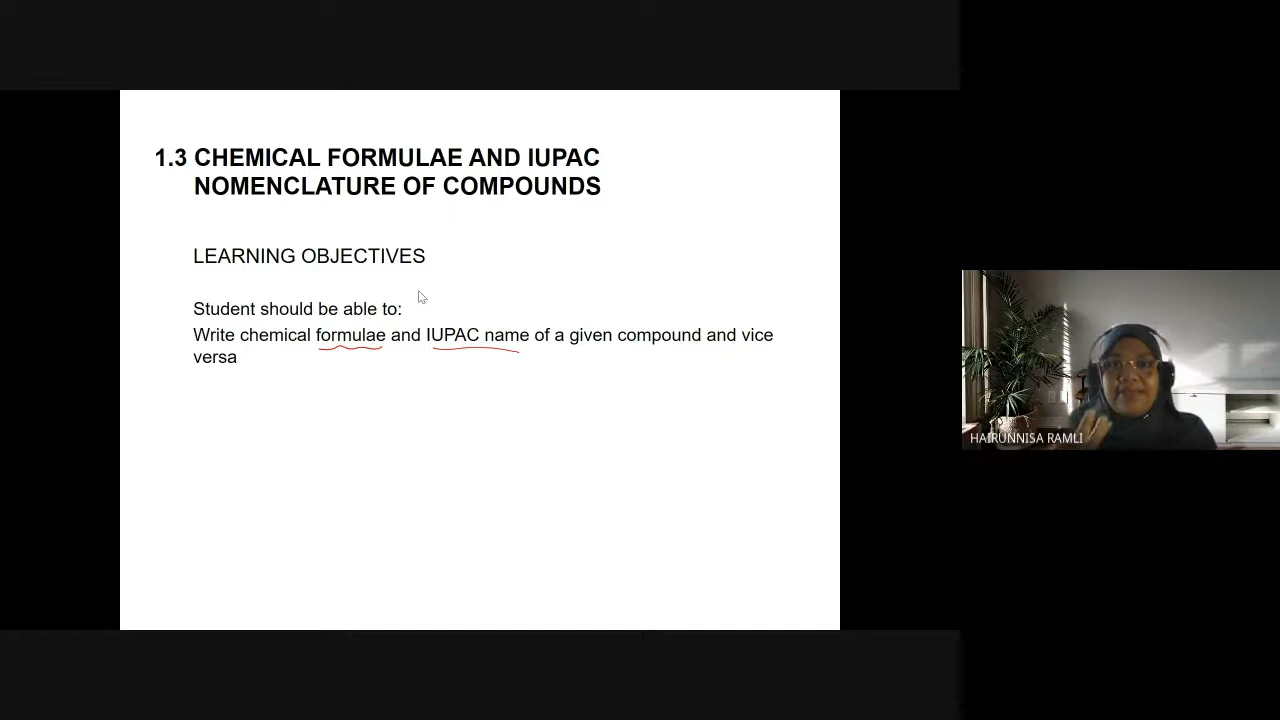 1.3 CHEMICAL FORMULAE AND IUPAC
NOMENCLATURE OF COMPOUNDS
LEARNING OBJECTIVES
Student should be able to:
Write chemical formulae and IUPAC name of a given compound and vice
versa
HAIRUNNISA RAMLI